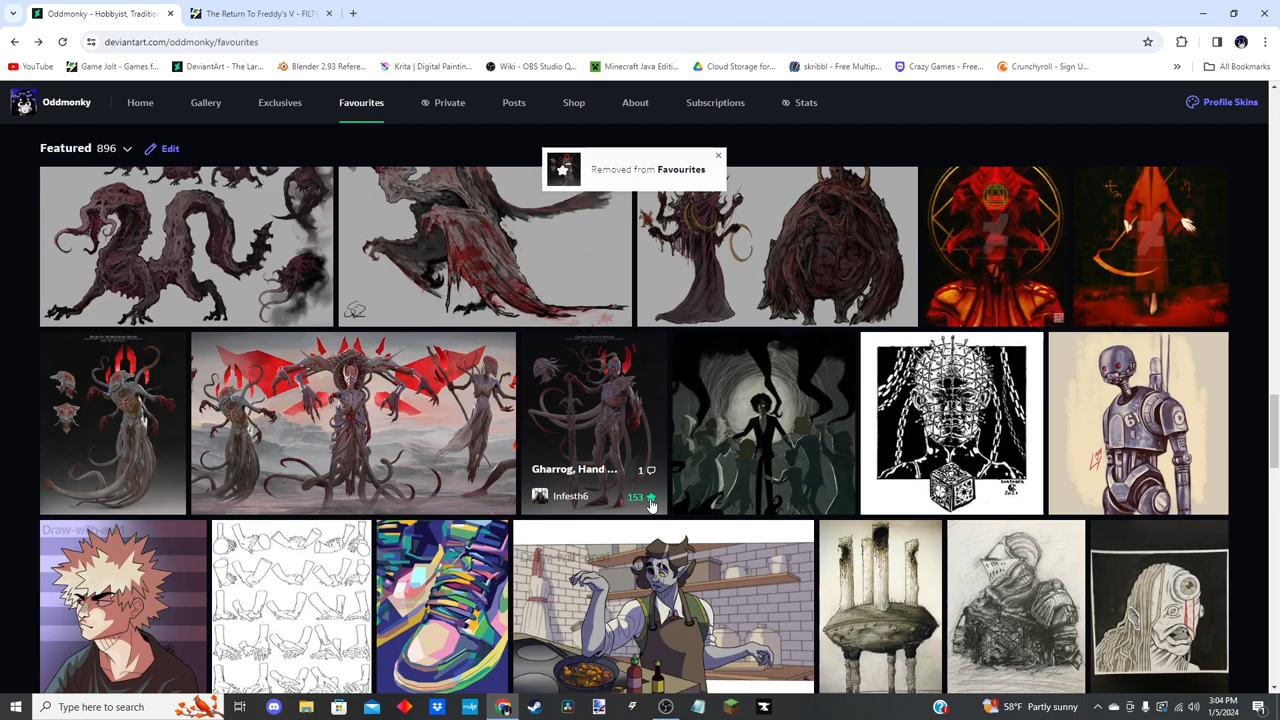 Oddmonky - Hobbyist, Tradition
The Return To Freddy's V - FILT
deviantart.com/oddmonky/favourites
YouTube
Game Jolt - Games f...
DeviantArt - The Lar...
Blender 2.93 Refere...
Krita | Digital Paintin...
Wiki - OBS Studio Q...
Minecraft Java Editi...
Cloud Storage for...
skribbl - Free Multip...
Crazy Games - Free...
Crunchyroll - Sign U...
All Bookmarks
Oddmonky
Home
Gallery
Exclusives
Favourites
Private
Posts
Shop
About
Subscriptions
Stats
Profile Skins
Featured 896
Edit
Removed from Favourites
Gharrog, Hand ...
1
Infesth6
153
Type here to search
58°F Partly sunny
3:04 PM
1/5/2024